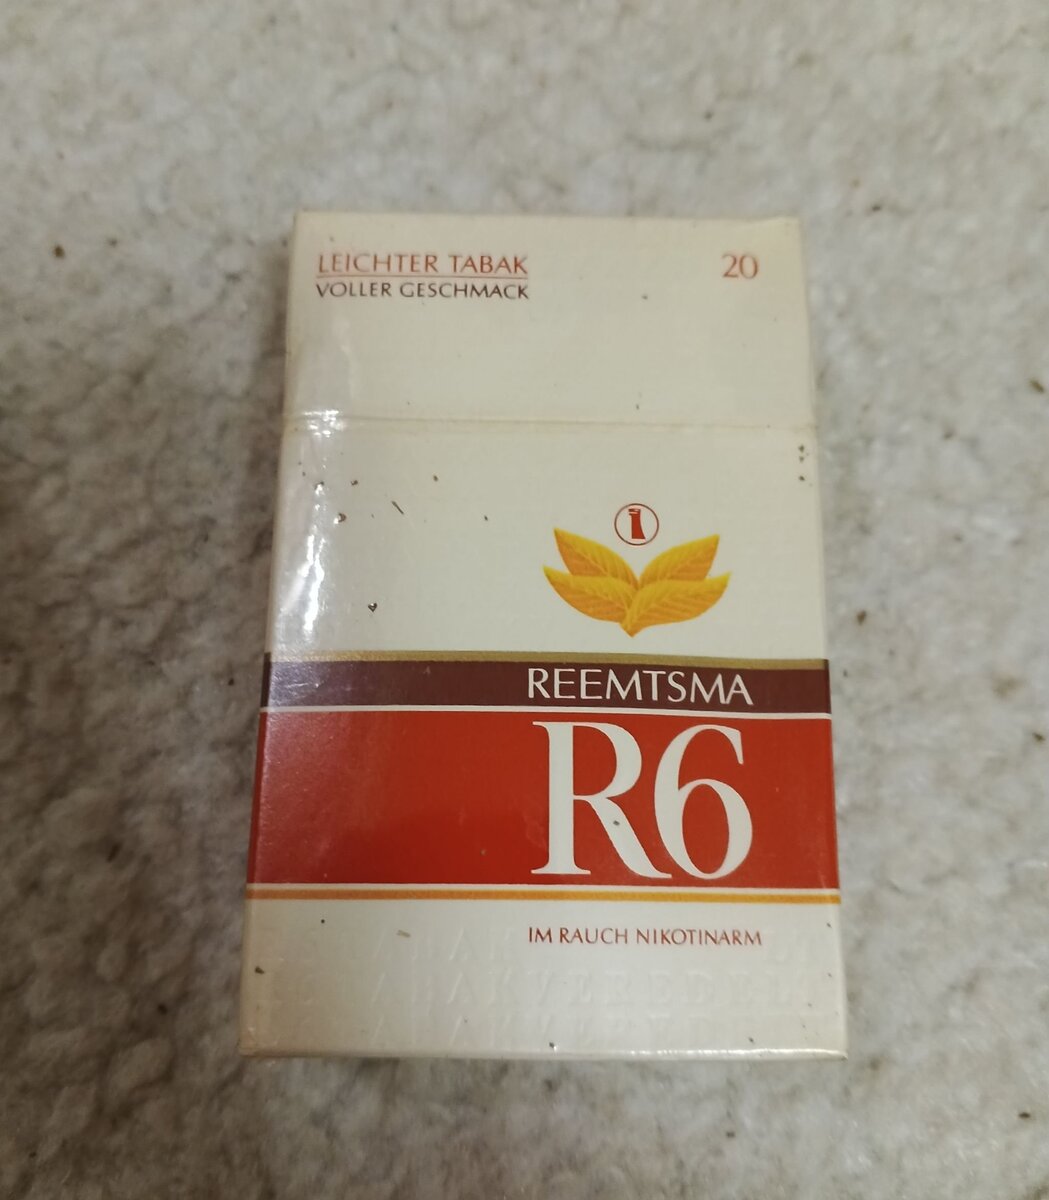 LEICHTER TABAK
VOLLER GESCHMACK
20
REEMTSMA
R6
IM RAUCH NIKOTINARM